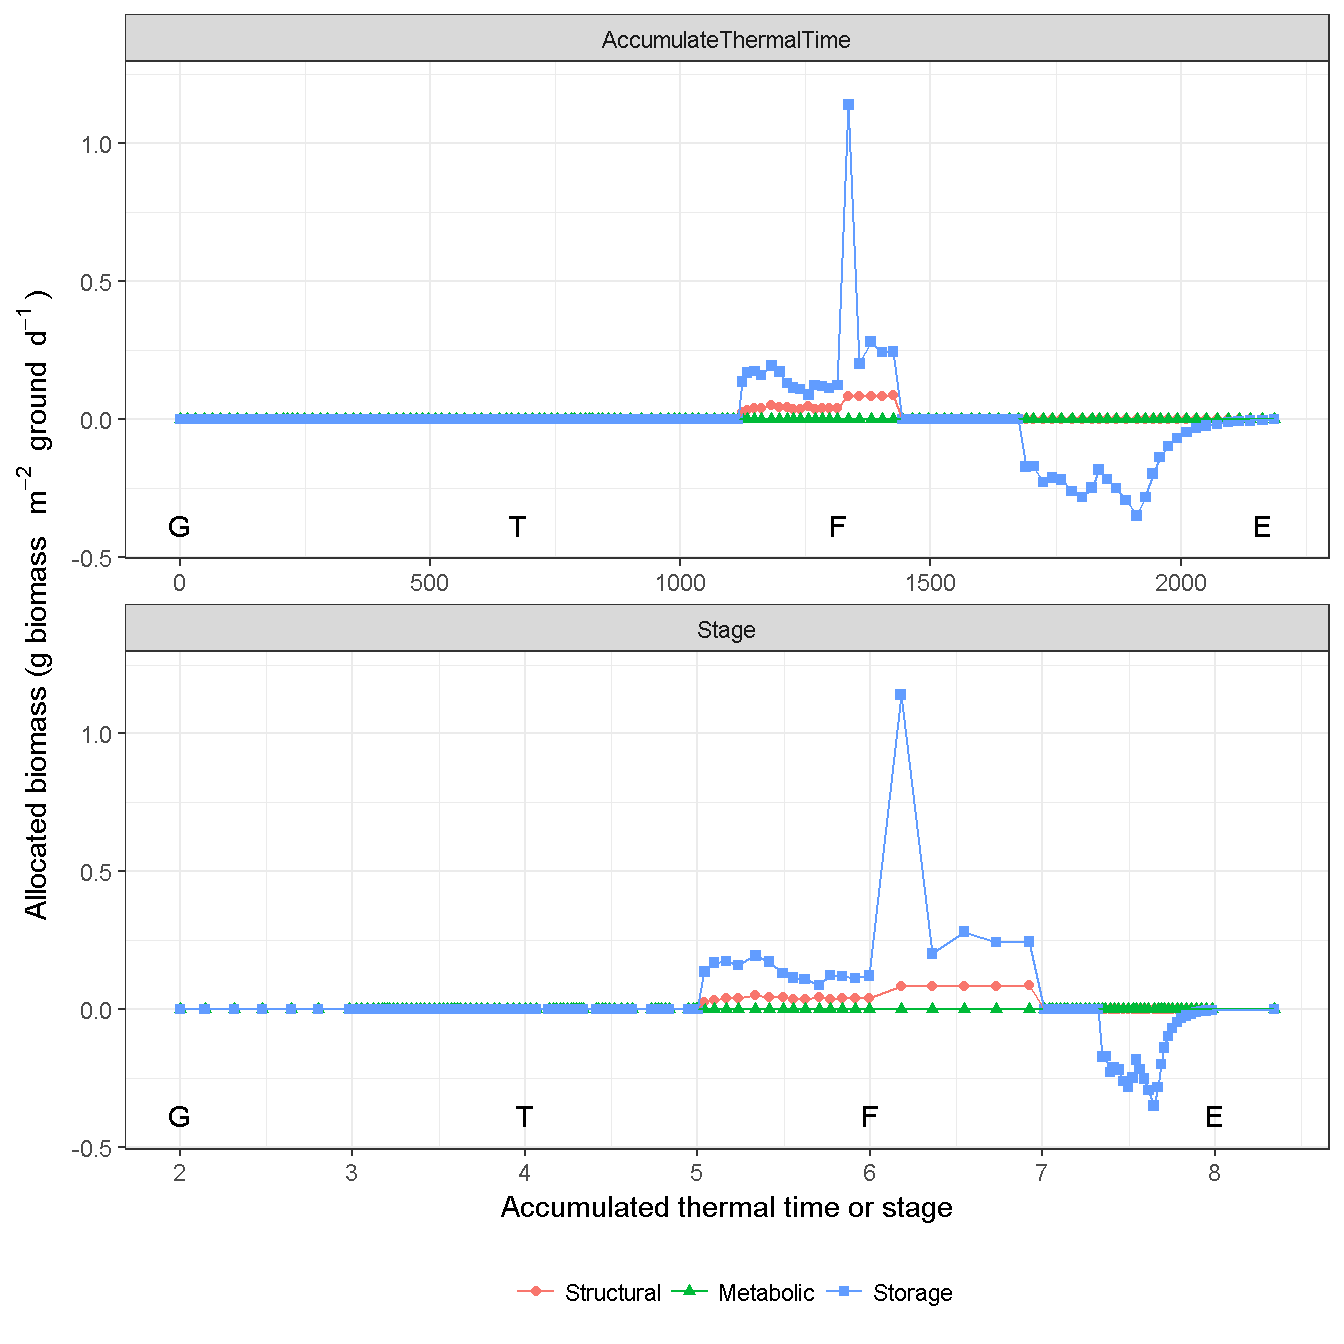 AccumulateThermalTime
1.0
0.5
0.0
-0.5
G T F E
0 500 1000 1500 2000
Allocated biomass (g biomass m⁻² ground d⁻¹)
Stage
1.0
0.5
0.0
-0.5
G T F E
2 3 4 5 6 7 8
Accumulated thermal time or stage
Structural Metabolic Storage